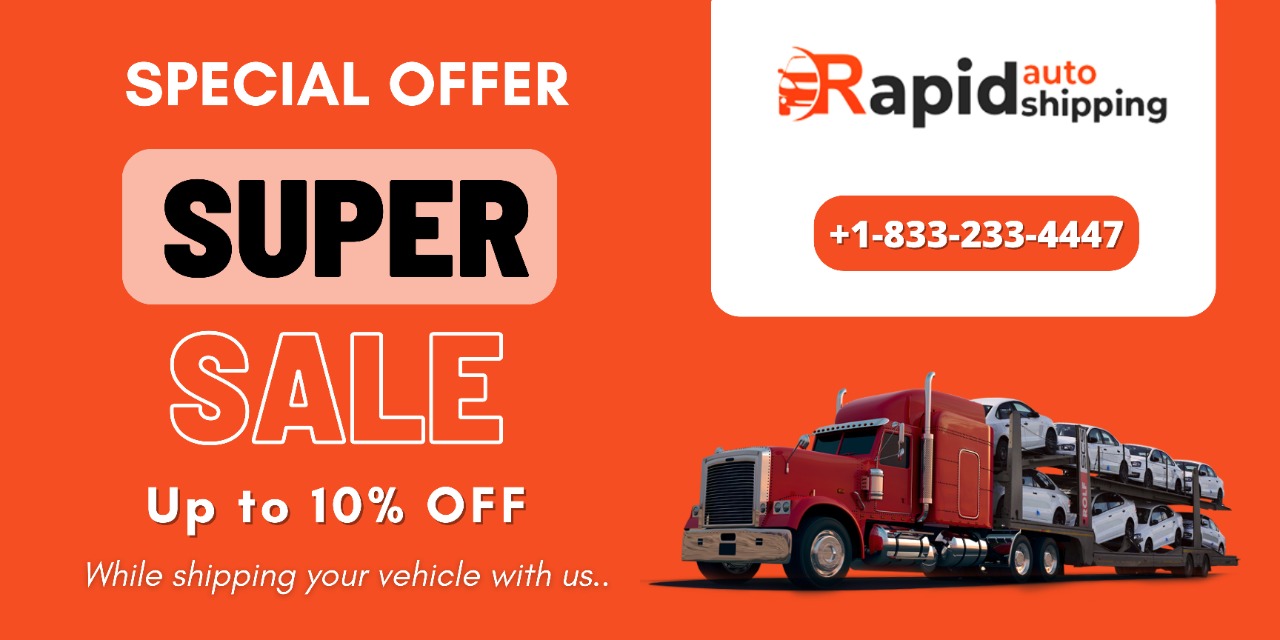 SPECIAL OFFER
SUPER
SALE
Up to 10% OFF
While shipping your vehicle with us..
Rapid auto shipping
+1-833-233-4447
ROLF